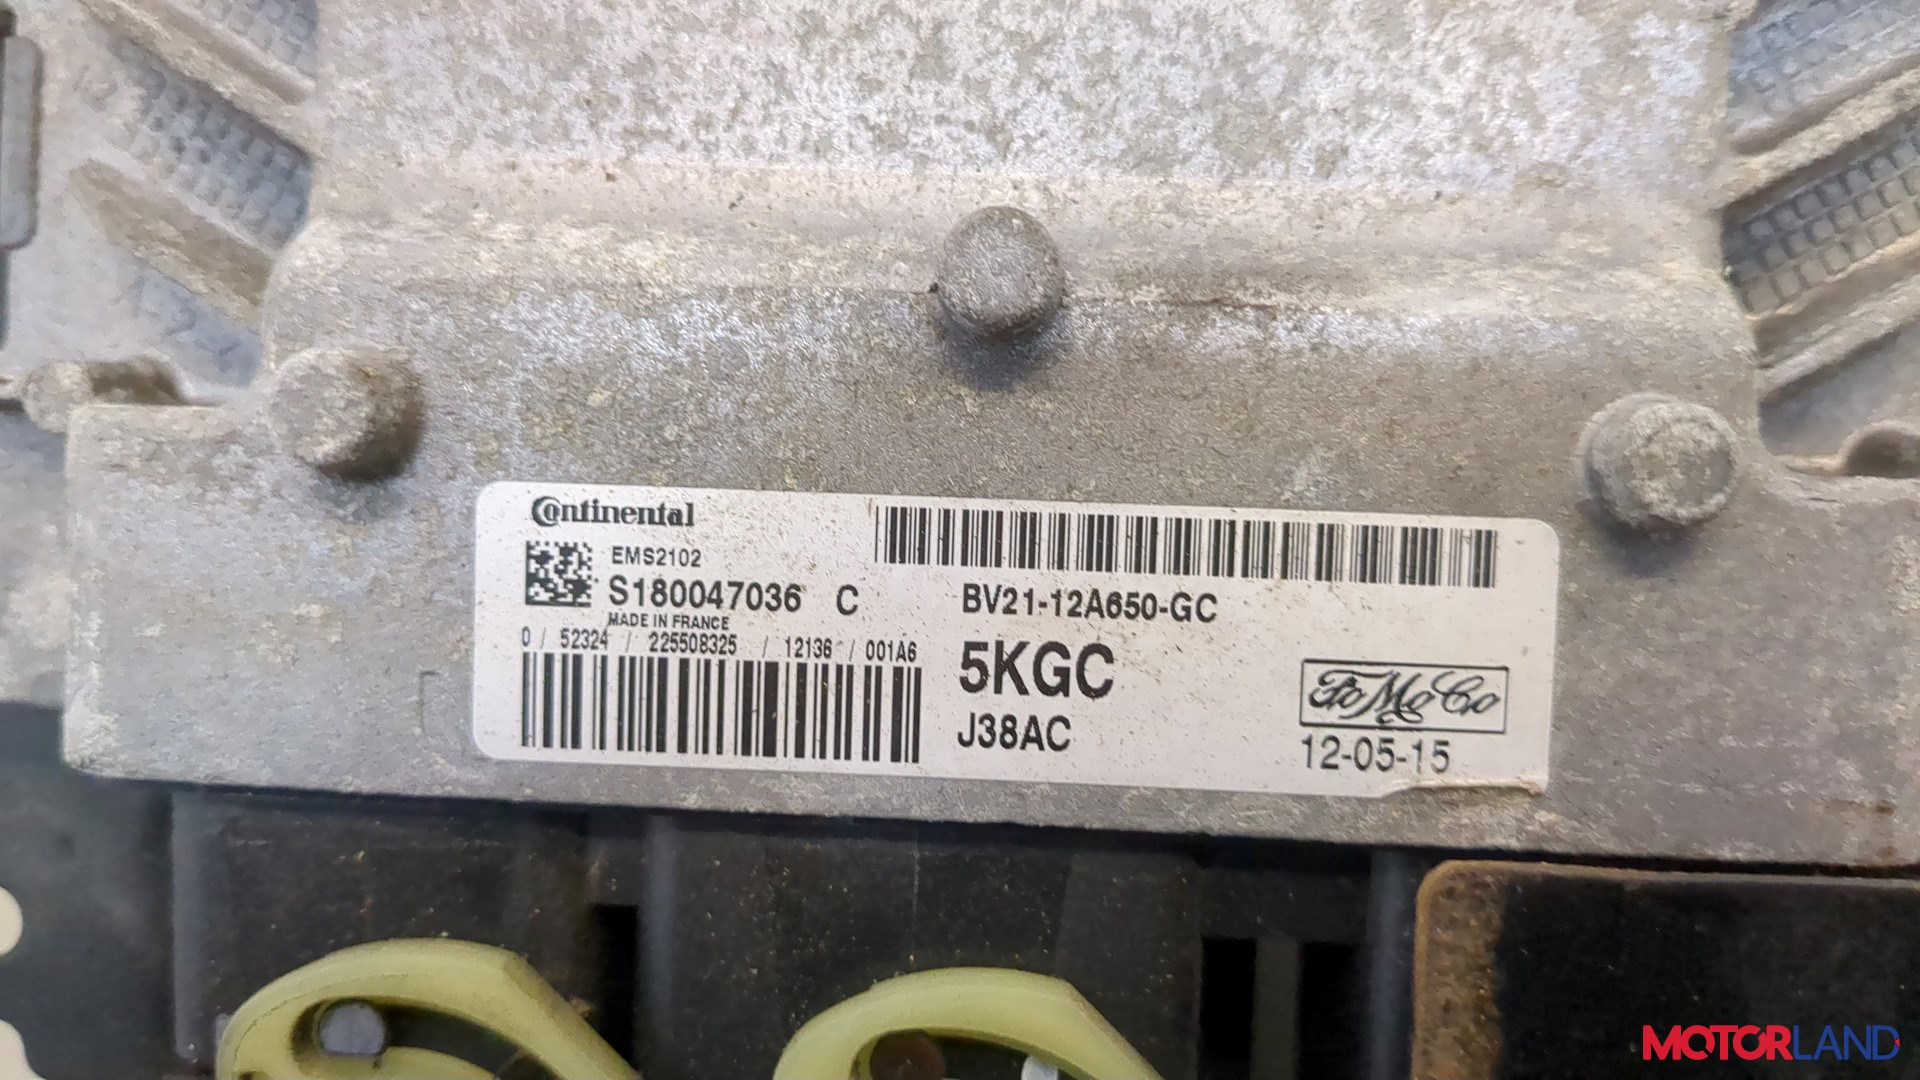 Continental
EMS2102
S180047036 C
MADE IN FRANCE
0 / 52324 / 225508325 / 12136 / 001A6
BV21-12A650-GC
5KGC
J38AC
FoMoCo
12-05-15
MOTORLAND